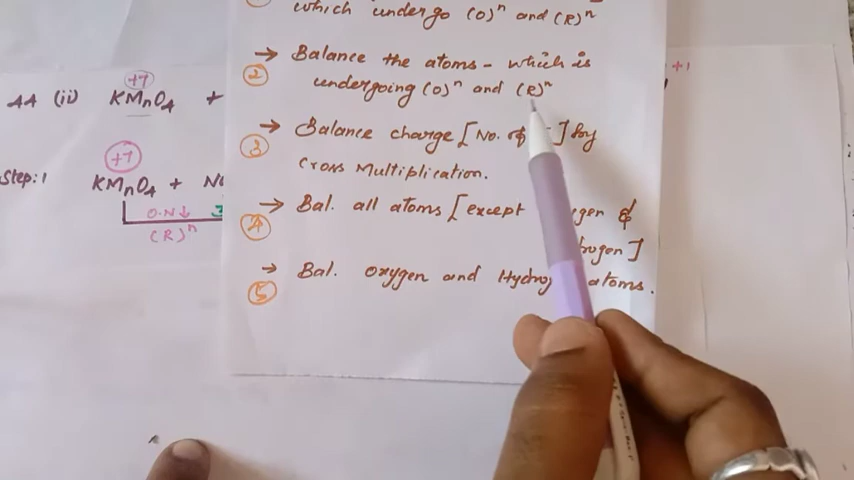 which undergo (O)ⁿ and (R)ⁿ
→ Balance the atoms - which is
② undergoing (O)ⁿ and (R)ⁿ
→ Balance charge [No. of ] by
③ Cross Multiplication.
→ Bal. all atoms [except &
④ ]
→ Bal. oxygen and atoms.
⑤
+7
AA (ii) KMnO4 +
+7
Step:1 KMnO4 +
O.N↓ 3
(R)ⁿ
+1